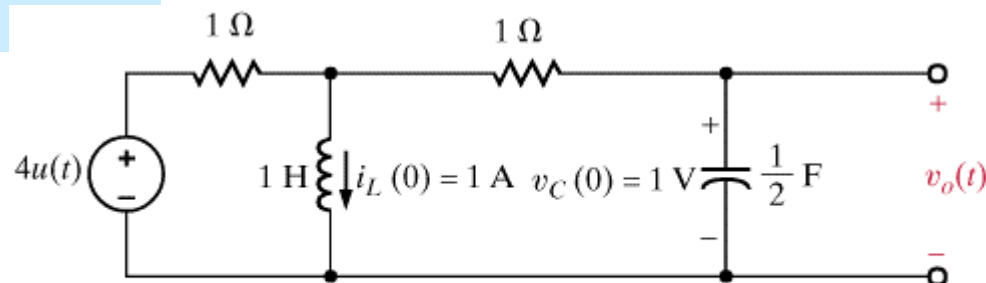 1 Ω
1 Ω
4u(t)
+
−
1 H
i_L (0) = 1 A
v_C (0) = 1 V
+
−
1/2 F
+
v_o(t)
−